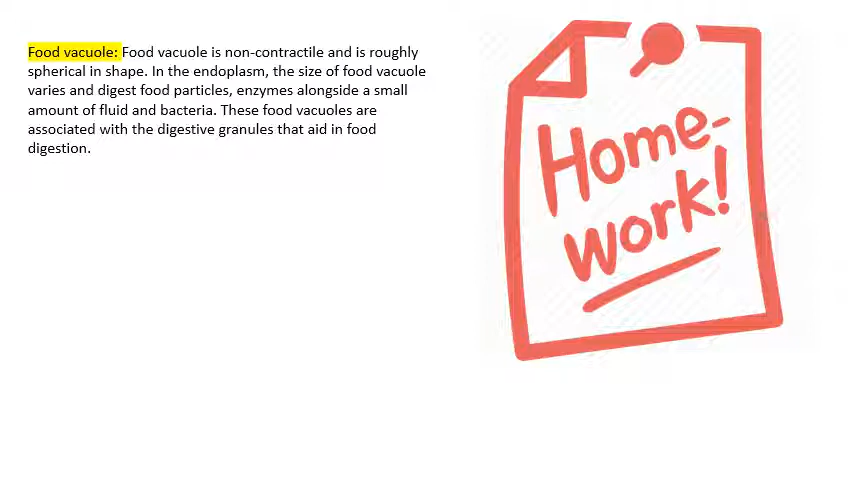 Food vacuole: Food vacuole is non-contractile and is roughly
spherical in shape. In the endoplasm, the size of food vacuole
varies and digest food particles, enzymes alongside a small
amount of fluid and bacteria. These food vacuoles are
associated with the digestive granules that aid in food
digestion.
Home-
work!